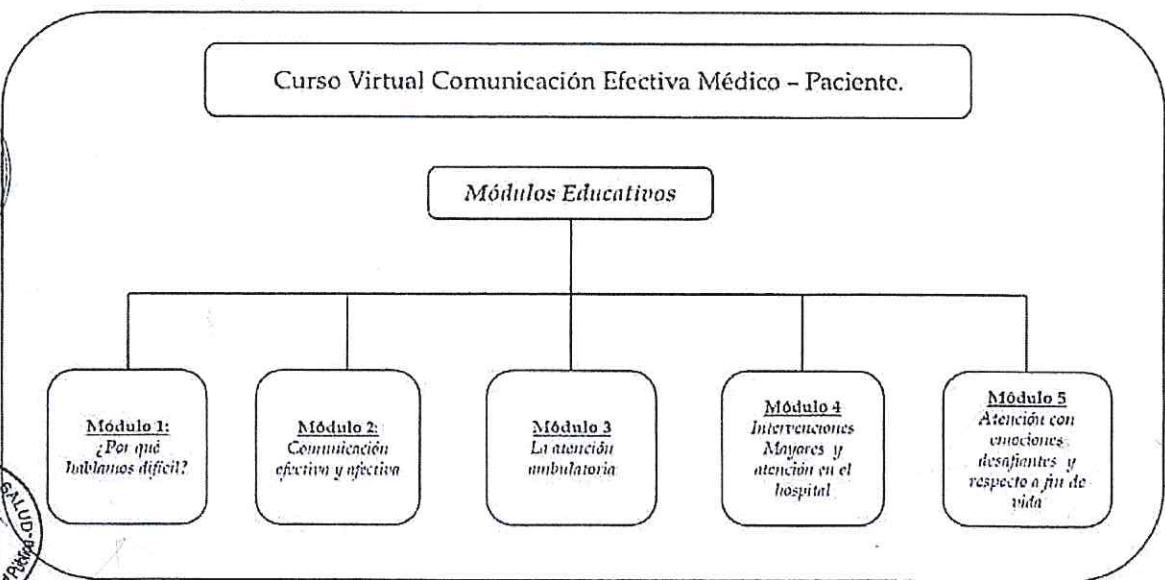 Curso Virtual Comunicación Efectiva Médico – Paciente.
Módulos Educativos
Módulo 1:
¿Por qué
hablamos difícil?
Módulo 2:
Comunicación
efectiva y afectiva
Módulo 3
La atención
ambulatoria
Módulo 4
Intervenciones
Mayores y
atención en el
hospital
Módulo 5
Atención con
emociones
desafiantes y
respecto a fin de
vida
SALUD